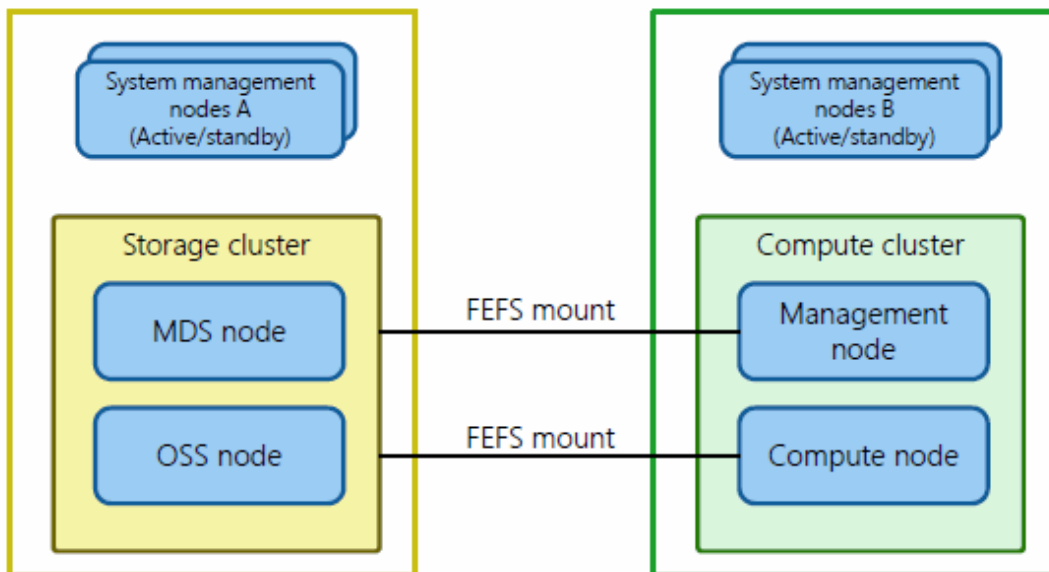 System management
nodes A
(Active/standby)
System management
nodes B
(Active/standby)
Storage cluster
MDS node
OSS node
FEFS mount
FEFS mount
Compute cluster
Management
node
Compute node